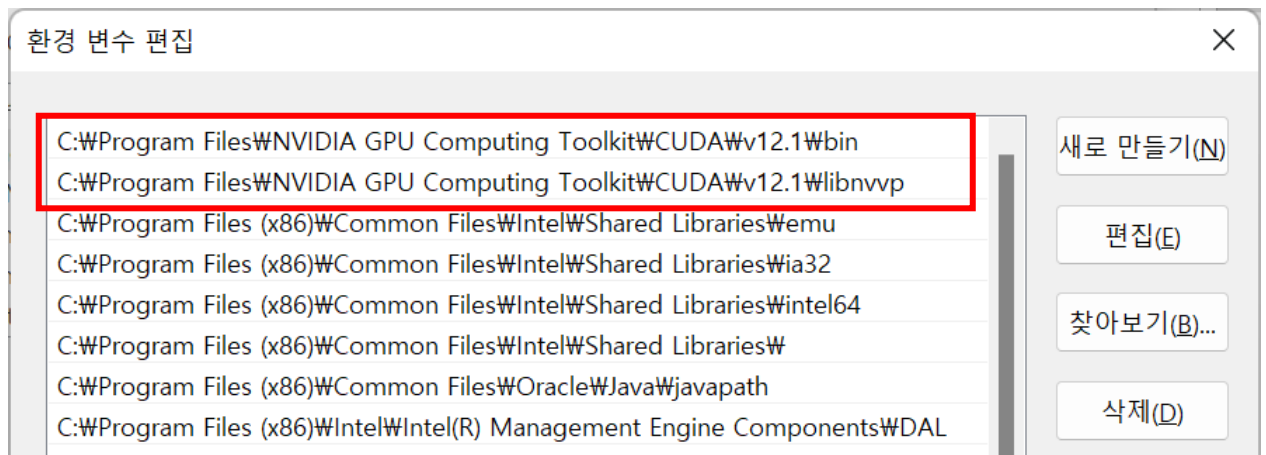 환경 변수 편집
C:₩Program Files₩NVIDIA GPU Computing Toolkit₩CUDA₩v12.1₩bin
C:₩Program Files₩NVIDIA GPU Computing Toolkit₩CUDA₩v12.1₩libnvvp
C:₩Program Files (x86)₩Common Files₩Intel₩Shared Libraries₩emu
C:₩Program Files (x86)₩Common Files₩Intel₩Shared Libraries₩ia32
C:₩Program Files (x86)₩Common Files₩Intel₩Shared Libraries₩intel64
C:₩Program Files (x86)₩Common Files₩Intel₩Shared Libraries₩
C:₩Program Files (x86)₩Common Files₩Oracle₩Java₩javapath
C:₩Program Files (x86)₩Intel₩Intel(R) Management Engine Components₩DAL
새로 만들기(N)
편집(E)
찾아보기(B)...
삭제(D)